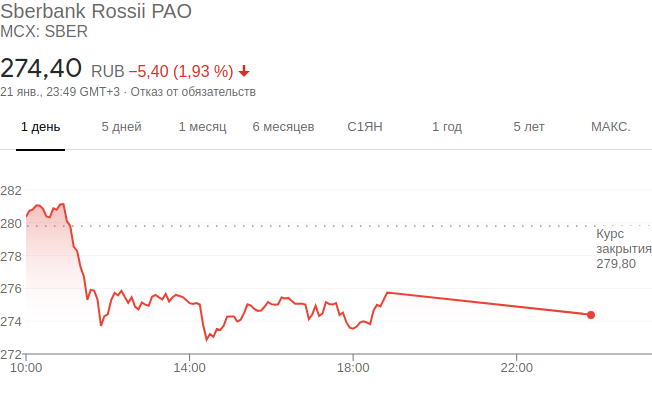 Sberbank Rossii PAO
MCX: SBER
274,40 RUB −5,40 (1,93 %)
21 янв., 23:49 GMT+3 · Отказ от обязательств
1 день 5 дней 1 месяц 6 месяцев С1ЯН 1 год 5 лет МАКС.
282
280
Курс
закрытия
279,80
278
276
274
272
10:00 14:00 18:00 22:00